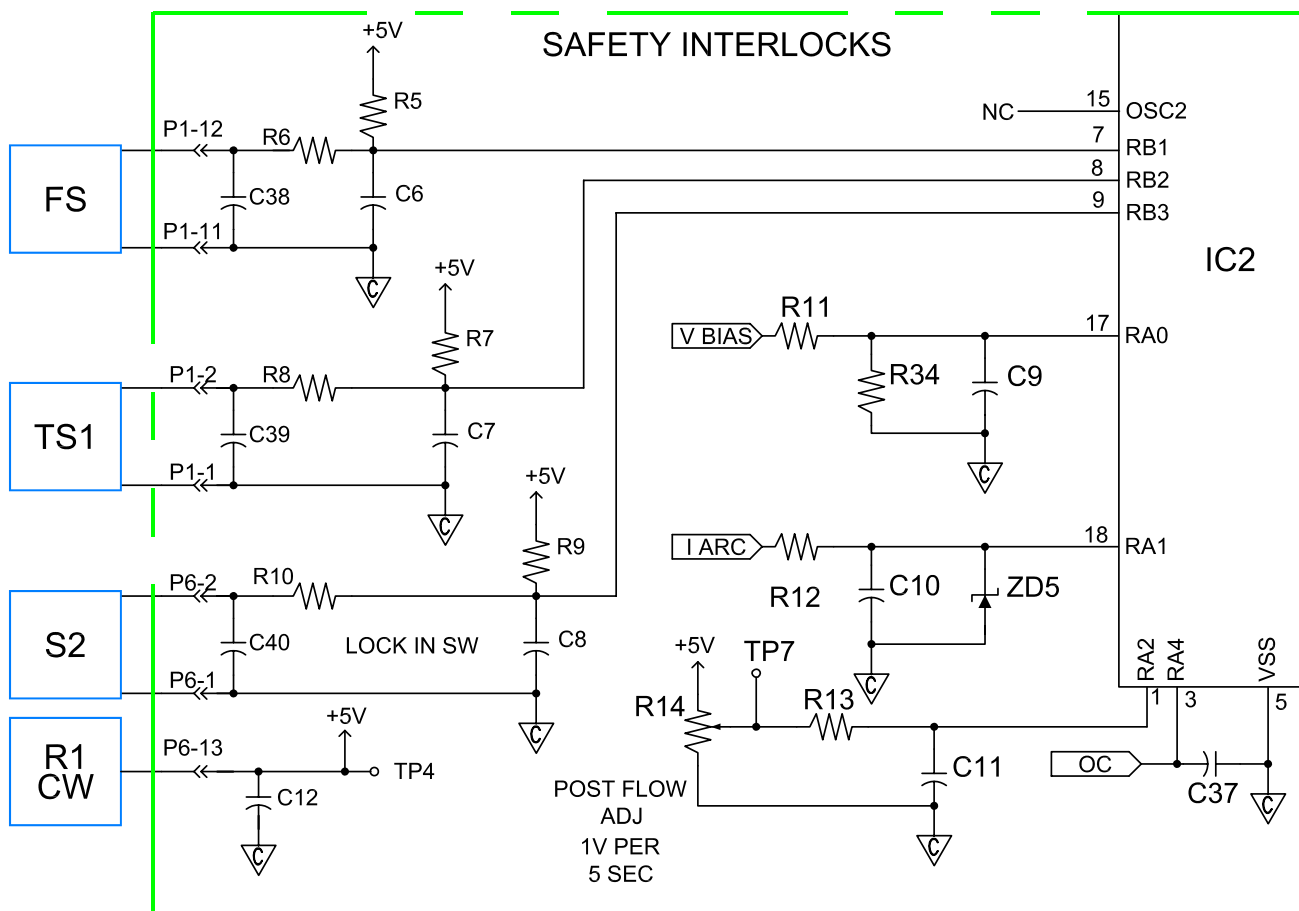 SAFETY INTERLOCKS
+5V
R5
NC
15
OSC2
P1-12
R6
7
RB1
8
RB2
FS
C38
C6
9
RB3
P1-11
IC2
C
+5V
R7
R11
V BIAS
17
RA0
P1-2
R8
R34
C9
TS1
C39
C7
P1-1
C
C
+5V
R9
I ARC
18
RA1
R12
C10
ZD5
P6-2
R10
S2
C40
LOCK IN SW
C8
P6-1
C
C
+5V
TP7
R14
R13
RA2
RA4
VSS
1
3
5
R1
CW
P6-13
+5V
TP4
C12
C
C11
OC
C37
C
C
POST FLOW
ADJ
1V PER
5 SEC